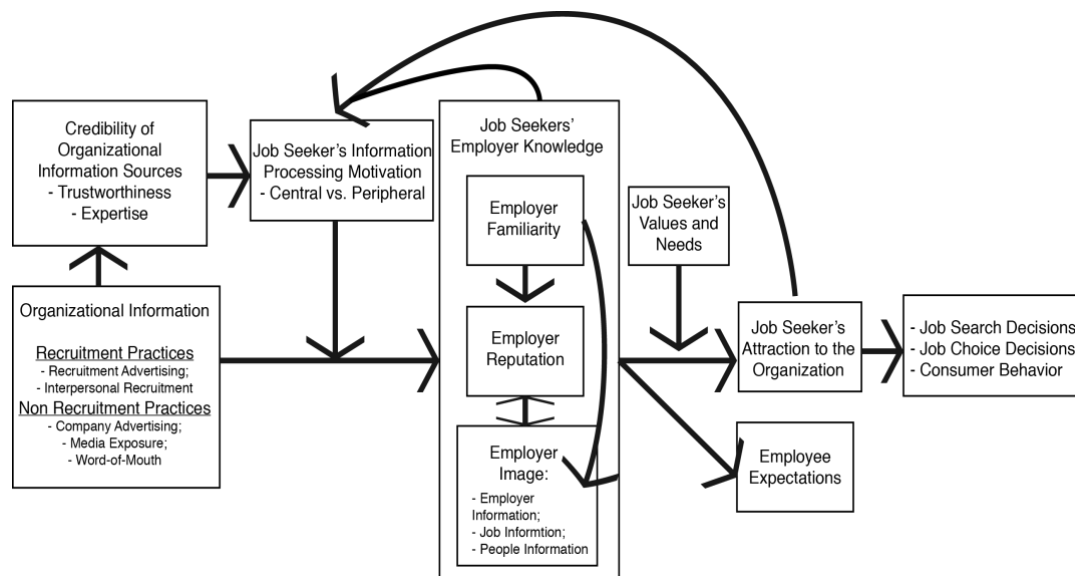 Credibility of
Organizational
Information Sources
- Trustworthiness
- Expertise
Organizational Information
Recruitment Practices
- Recruitment Advertising;
- Interpersonal Recruitment
Non Recruitment Practices
- Company Advertising;
- Media Exposure;
- Word-of-Mouth
Job Seeker's Information
Processing Motivation
- Central vs. Peripheral
Job Seekers'
Employer Knowledge
Employer
Familiarity
Employer
Reputation
Employer
Image:
- Employer
Information;
- Job Informtion;
- People Information
Job Seeker's
Values and
Needs
Job Seeker's
Attraction to the
Organization
Employee
Expectations
- Job Search Decisions
- Job Choice Decisions
- Consumer Behavior